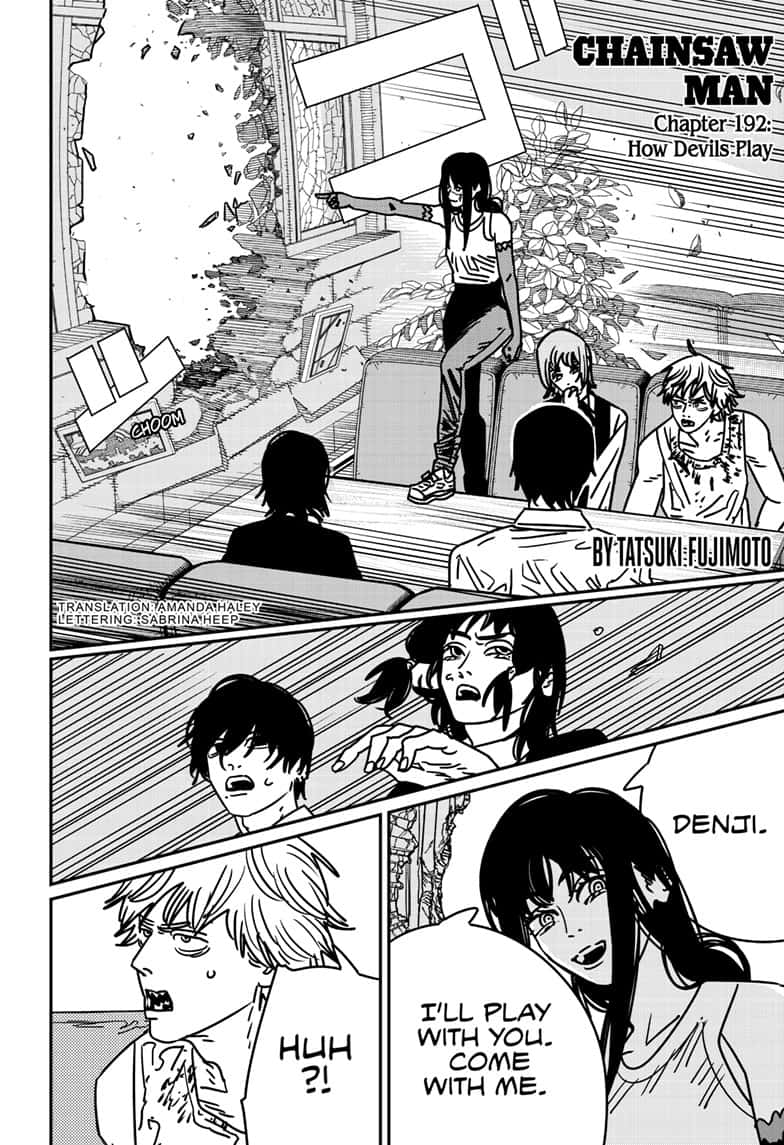 CHAINSAW
MAN
Chapter 192:
How Devils Play
CHOOM
BY TATSUKI FUJIMOTO
TRANSLATION: AMANDA HALEY
LETTERING: SABRINA HEEP
DENJI.
I'LL PLAY
WITH YOU.
COME
WITH ME.
HUH
?!